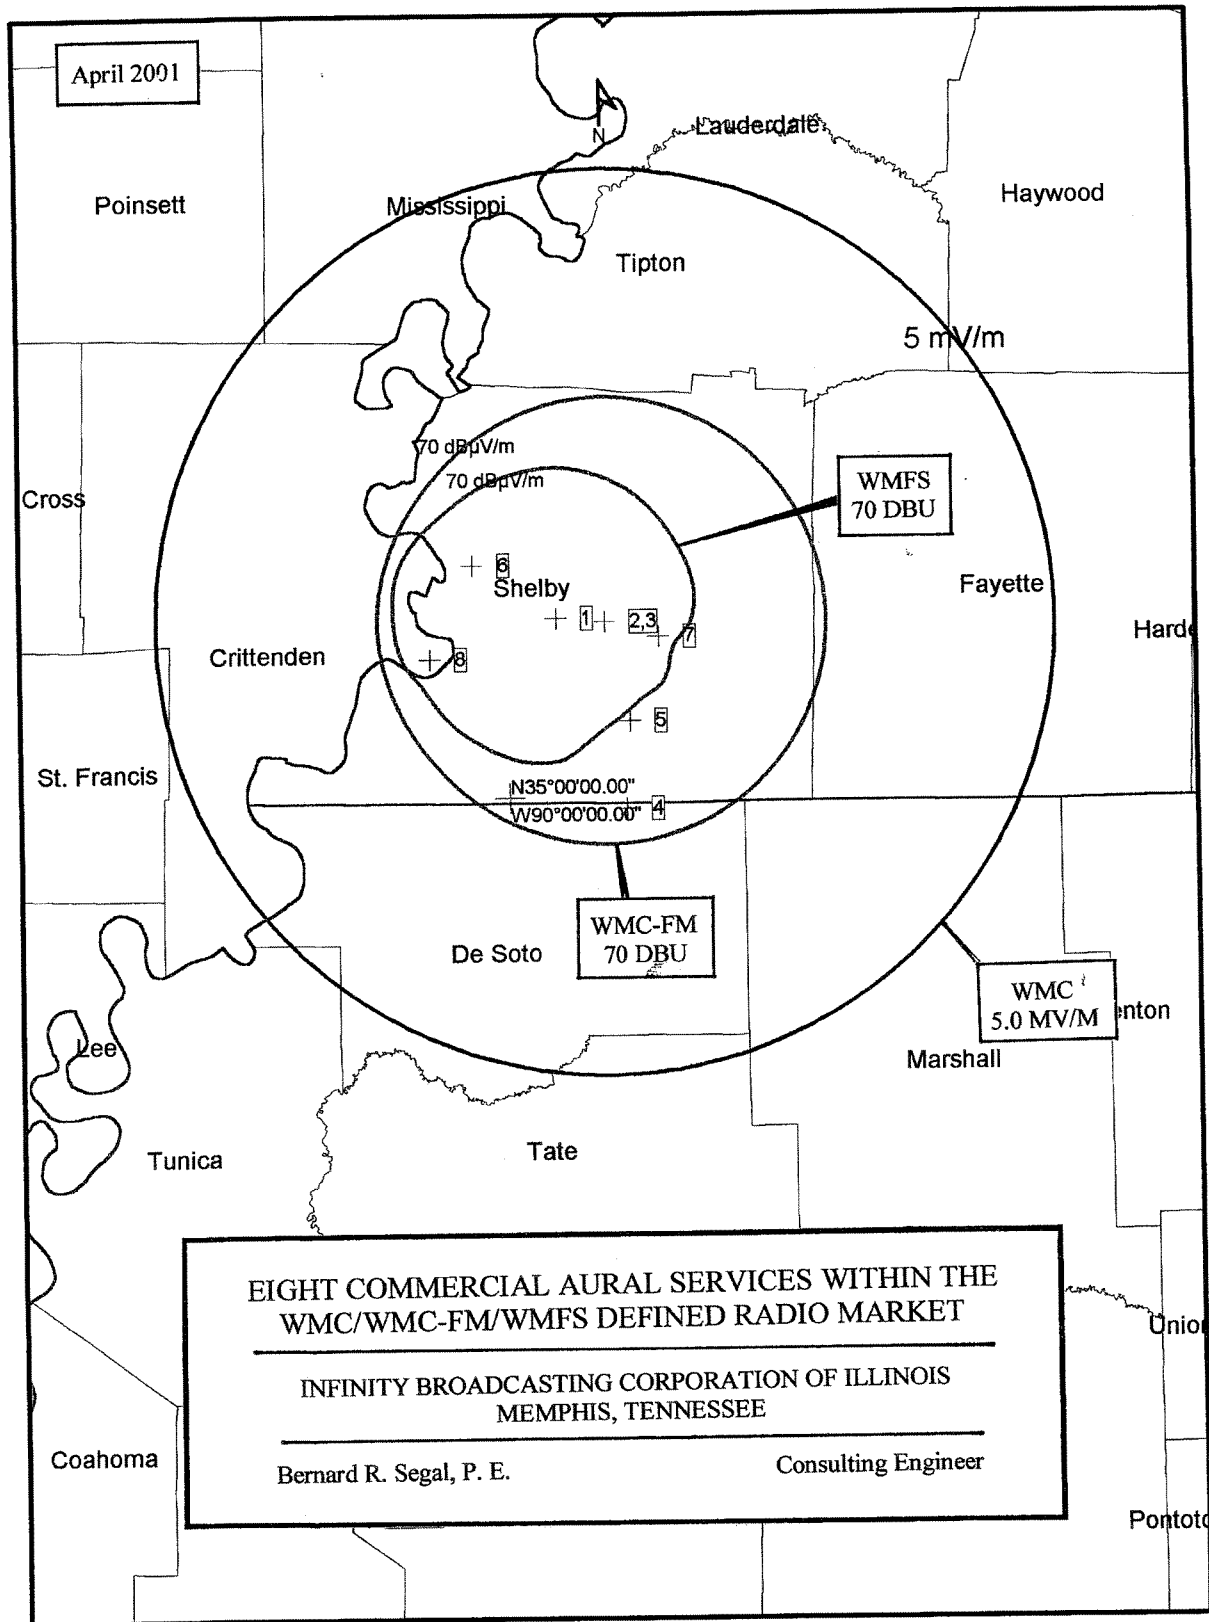 April 2001
N
Lauderdale
Poinsett
Mississippi
Haywood
Tipton
5 mV/m
70 dBµV/m
70 dBµV/m
WMFS
70 DBU
Cross
6
Shelby
Fayette
1
2,3
7
Harde
Crittenden
8
5
St. Francis
N35°00'00.00"
W90°00'00.00"
4
WMC-FM
70 DBU
De Soto
WMC
5.0 MV/M
enton
Lee
Marshall
Tunica
Tate
EIGHT COMMERCIAL AURAL SERVICES WITHIN THE
WMC/WMC-FM/WMFS DEFINED RADIO MARKET
Union
INFINITY BROADCASTING CORPORATION OF ILLINOIS
MEMPHIS, TENNESSEE
Coahoma
Bernard R. Segal, P. E.
Consulting Engineer
Pontoto